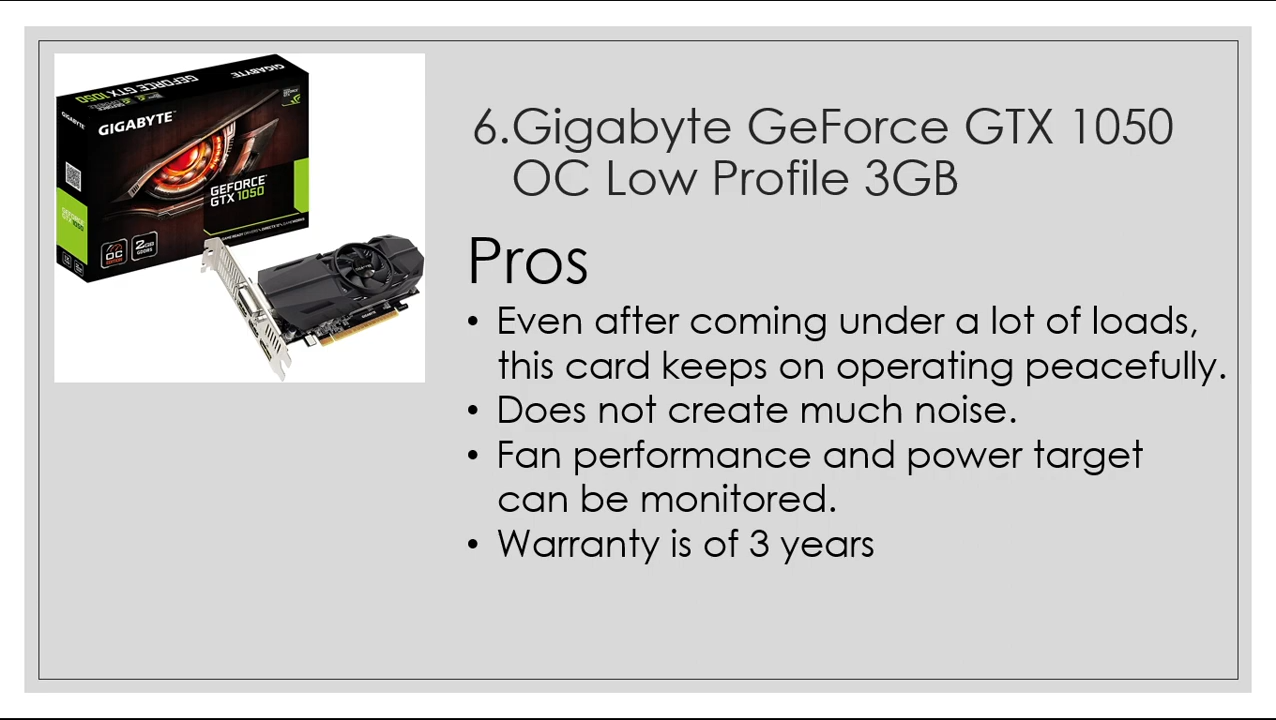 GIGABYTE
GEFORCE GTX 1050
GIGABYTE
GIGABYTE
GEFORCE
GTX 1050
OC
2GB
6.Gigabyte GeForce GTX 1050
OC Low Profile 3GB
Pros
• Even after coming under a lot of loads,
this card keeps on operating peacefully.
• Does not create much noise.
• Fan performance and power target
can be monitored.
• Warranty is of 3 years